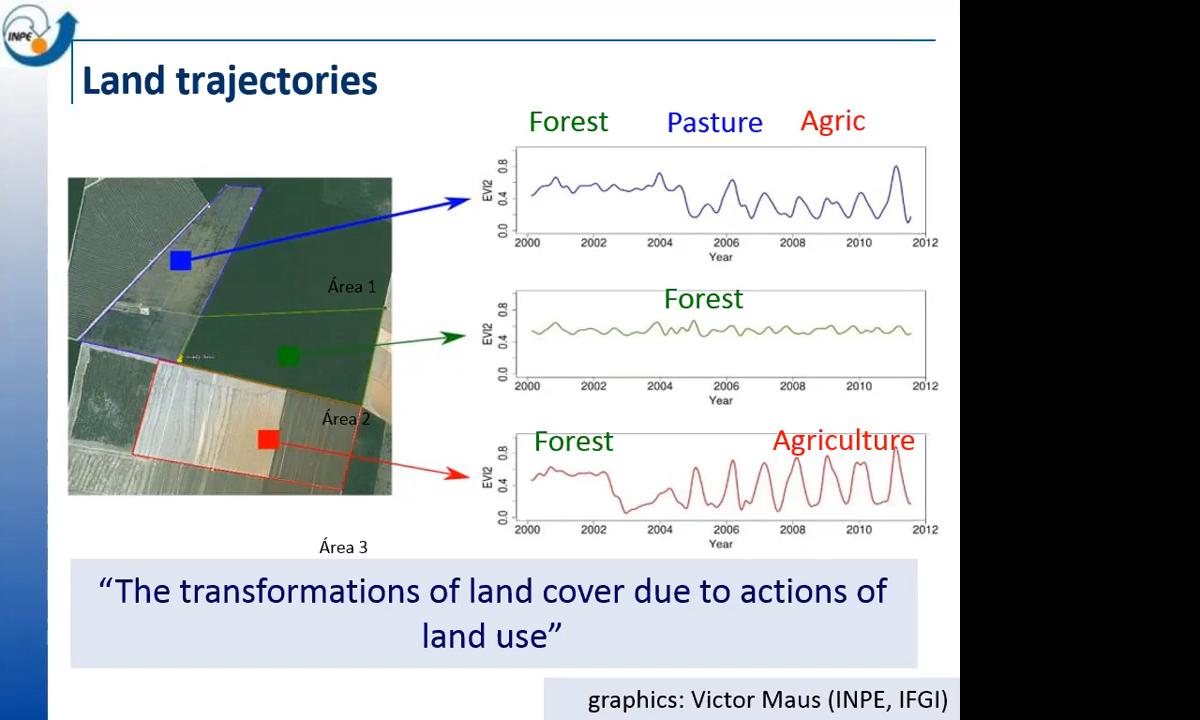 INPE
Land trajectories
Forest Pasture Agric
EVI2
0.0 0.4 0.8
2000 2002 2004 2006 2008 2010 2012
Year
Área 1
Forest
EVI2
0.0 0.4 0.8
2000 2002 2004 2006 2008 2010 2012
Year
Área 2
Forest Agriculture
EVI2
0.0 0.4 0.8
2000 2002 2004 2006 2008 2010 2012
Year
Área 3
“The transformations of land cover due to actions of
land use”
graphics: Victor Maus (INPE, IFGI)